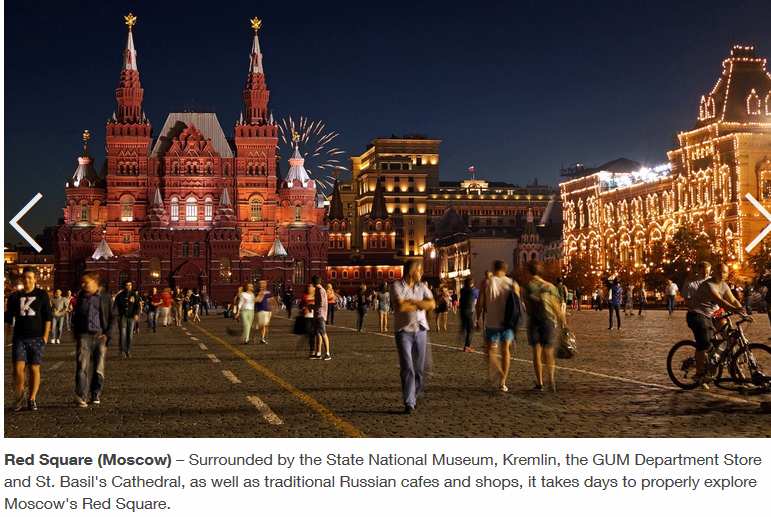 K
Red Square (Moscow) – Surrounded by the State National Museum, Kremlin, the GUM Department Store
and St. Basil's Cathedral, as well as traditional Russian cafes and shops, it takes days to properly explore
Moscow's Red Square.